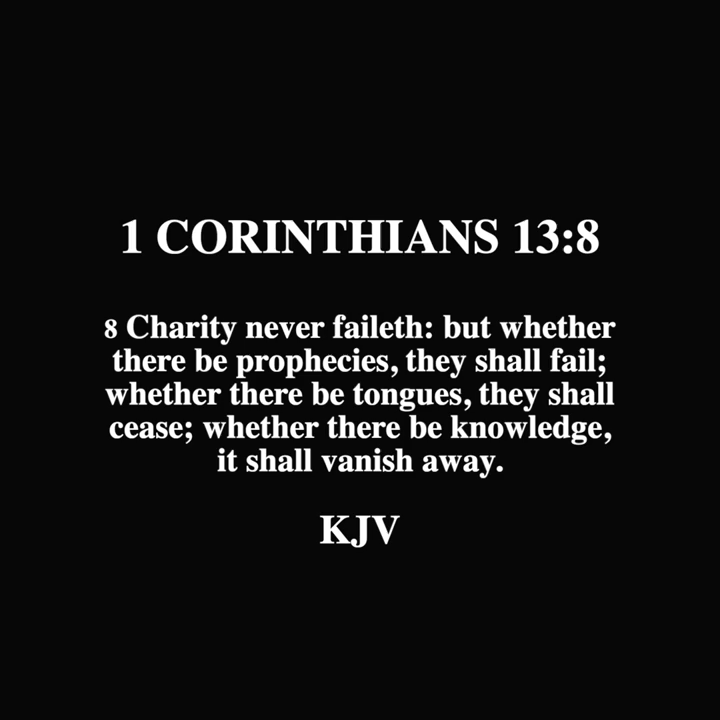 1 CORINTHIANS 13:8
8 Charity never faileth: but whether
there be prophecies, they shall fail;
whether there be tongues, they shall
cease; whether there be knowledge,
it shall vanish away.
KJV